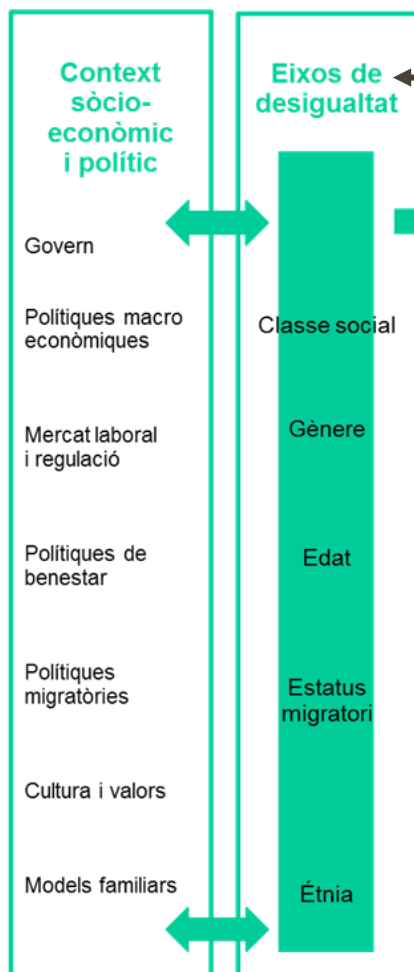 Context
sòcio-
econòmic
i polític
Govern
Polítiques macro
econòmiques
Mercat laboral
i regulació
Polítiques de
benestar
Polítiques
migratòries
Cultura i valors
Models familiars
Eixos de
desigualtat
Classe social
Gènere
Edat
Estatus
migratori
Étnia